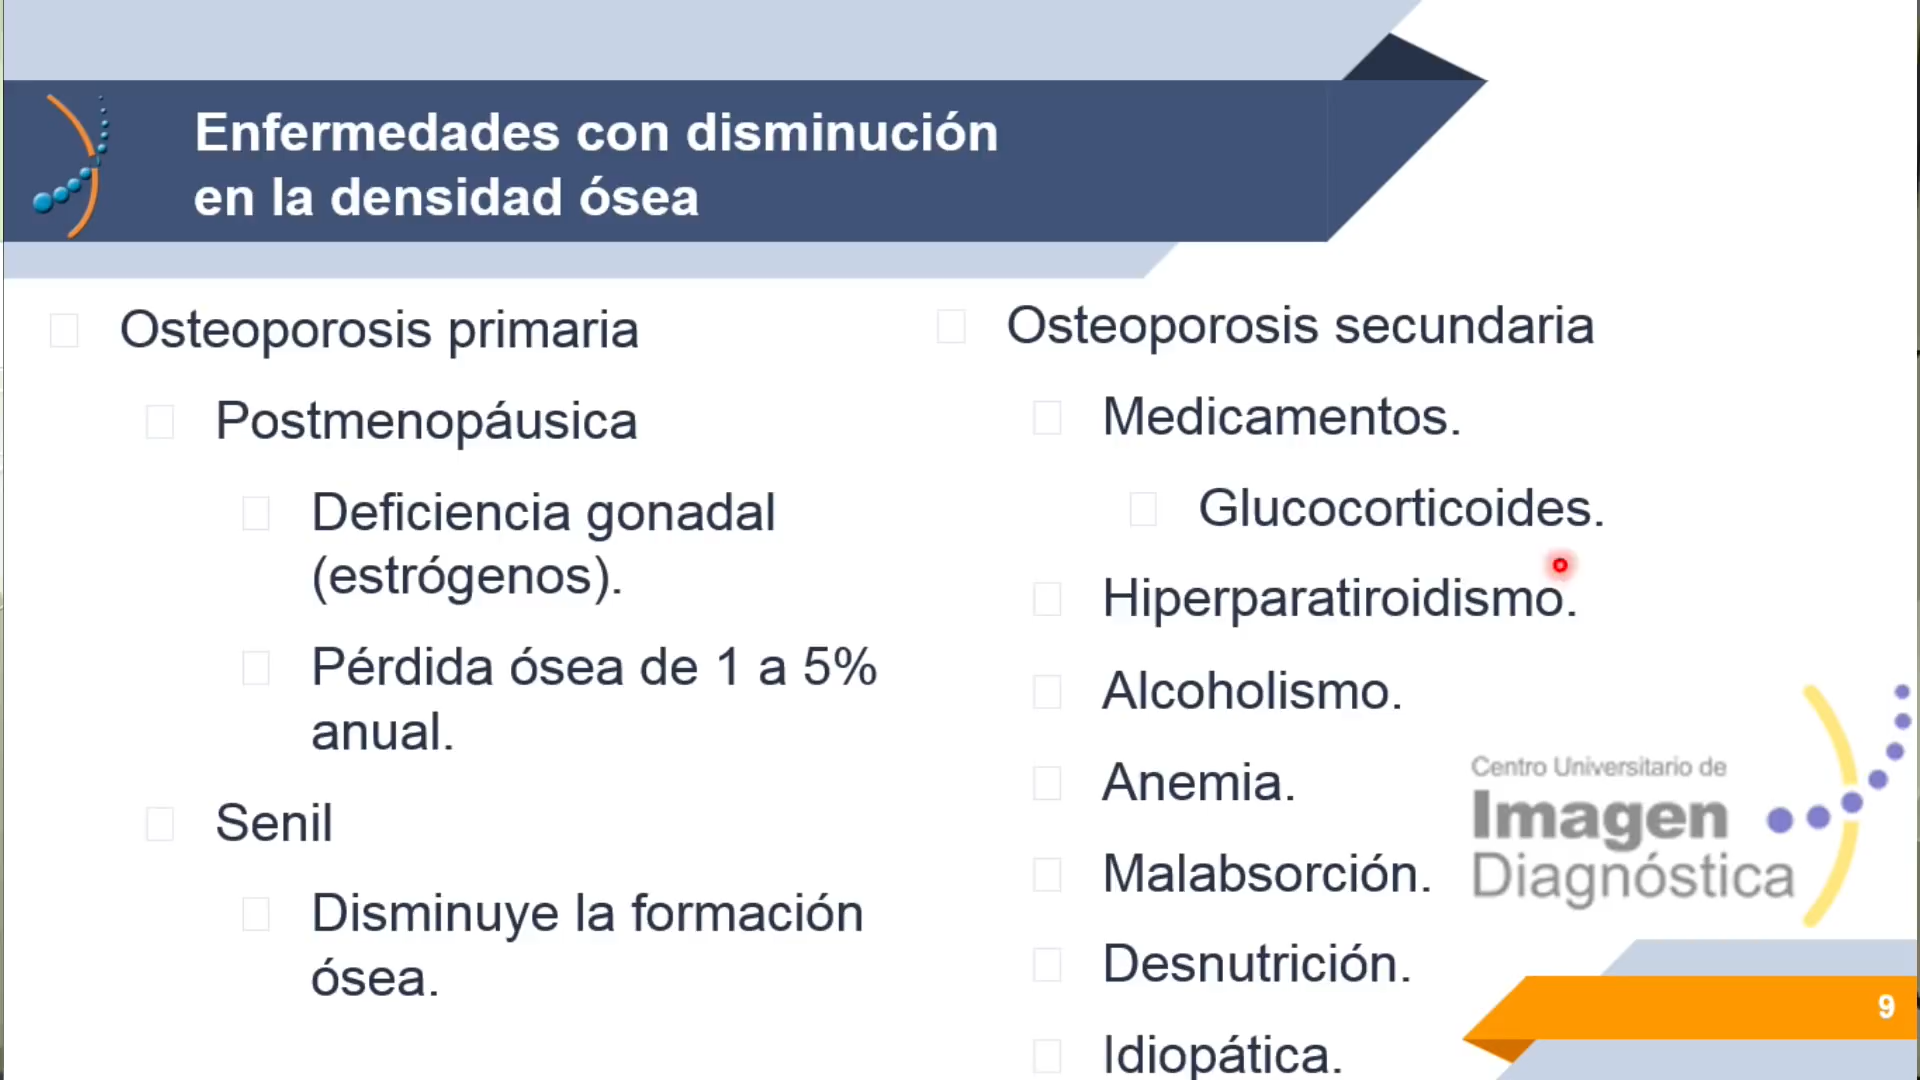 Enfermedades con disminución
en la densidad ósea
Osteoporosis primaria
Postmenopáusica
Deficiencia gonadal
(estrógenos).
Pérdida ósea de 1 a 5%
anual.
Senil
Disminuye la formación
ósea.
Osteoporosis secundaria
Medicamentos.
Glucocorticoides.
Hiperparatiroidismo.
Alcoholismo.
Anemia.
Malabsorción.
Desnutrición.
Idiopática.
Centro Universitario de
Imagen
Diagnóstica
9